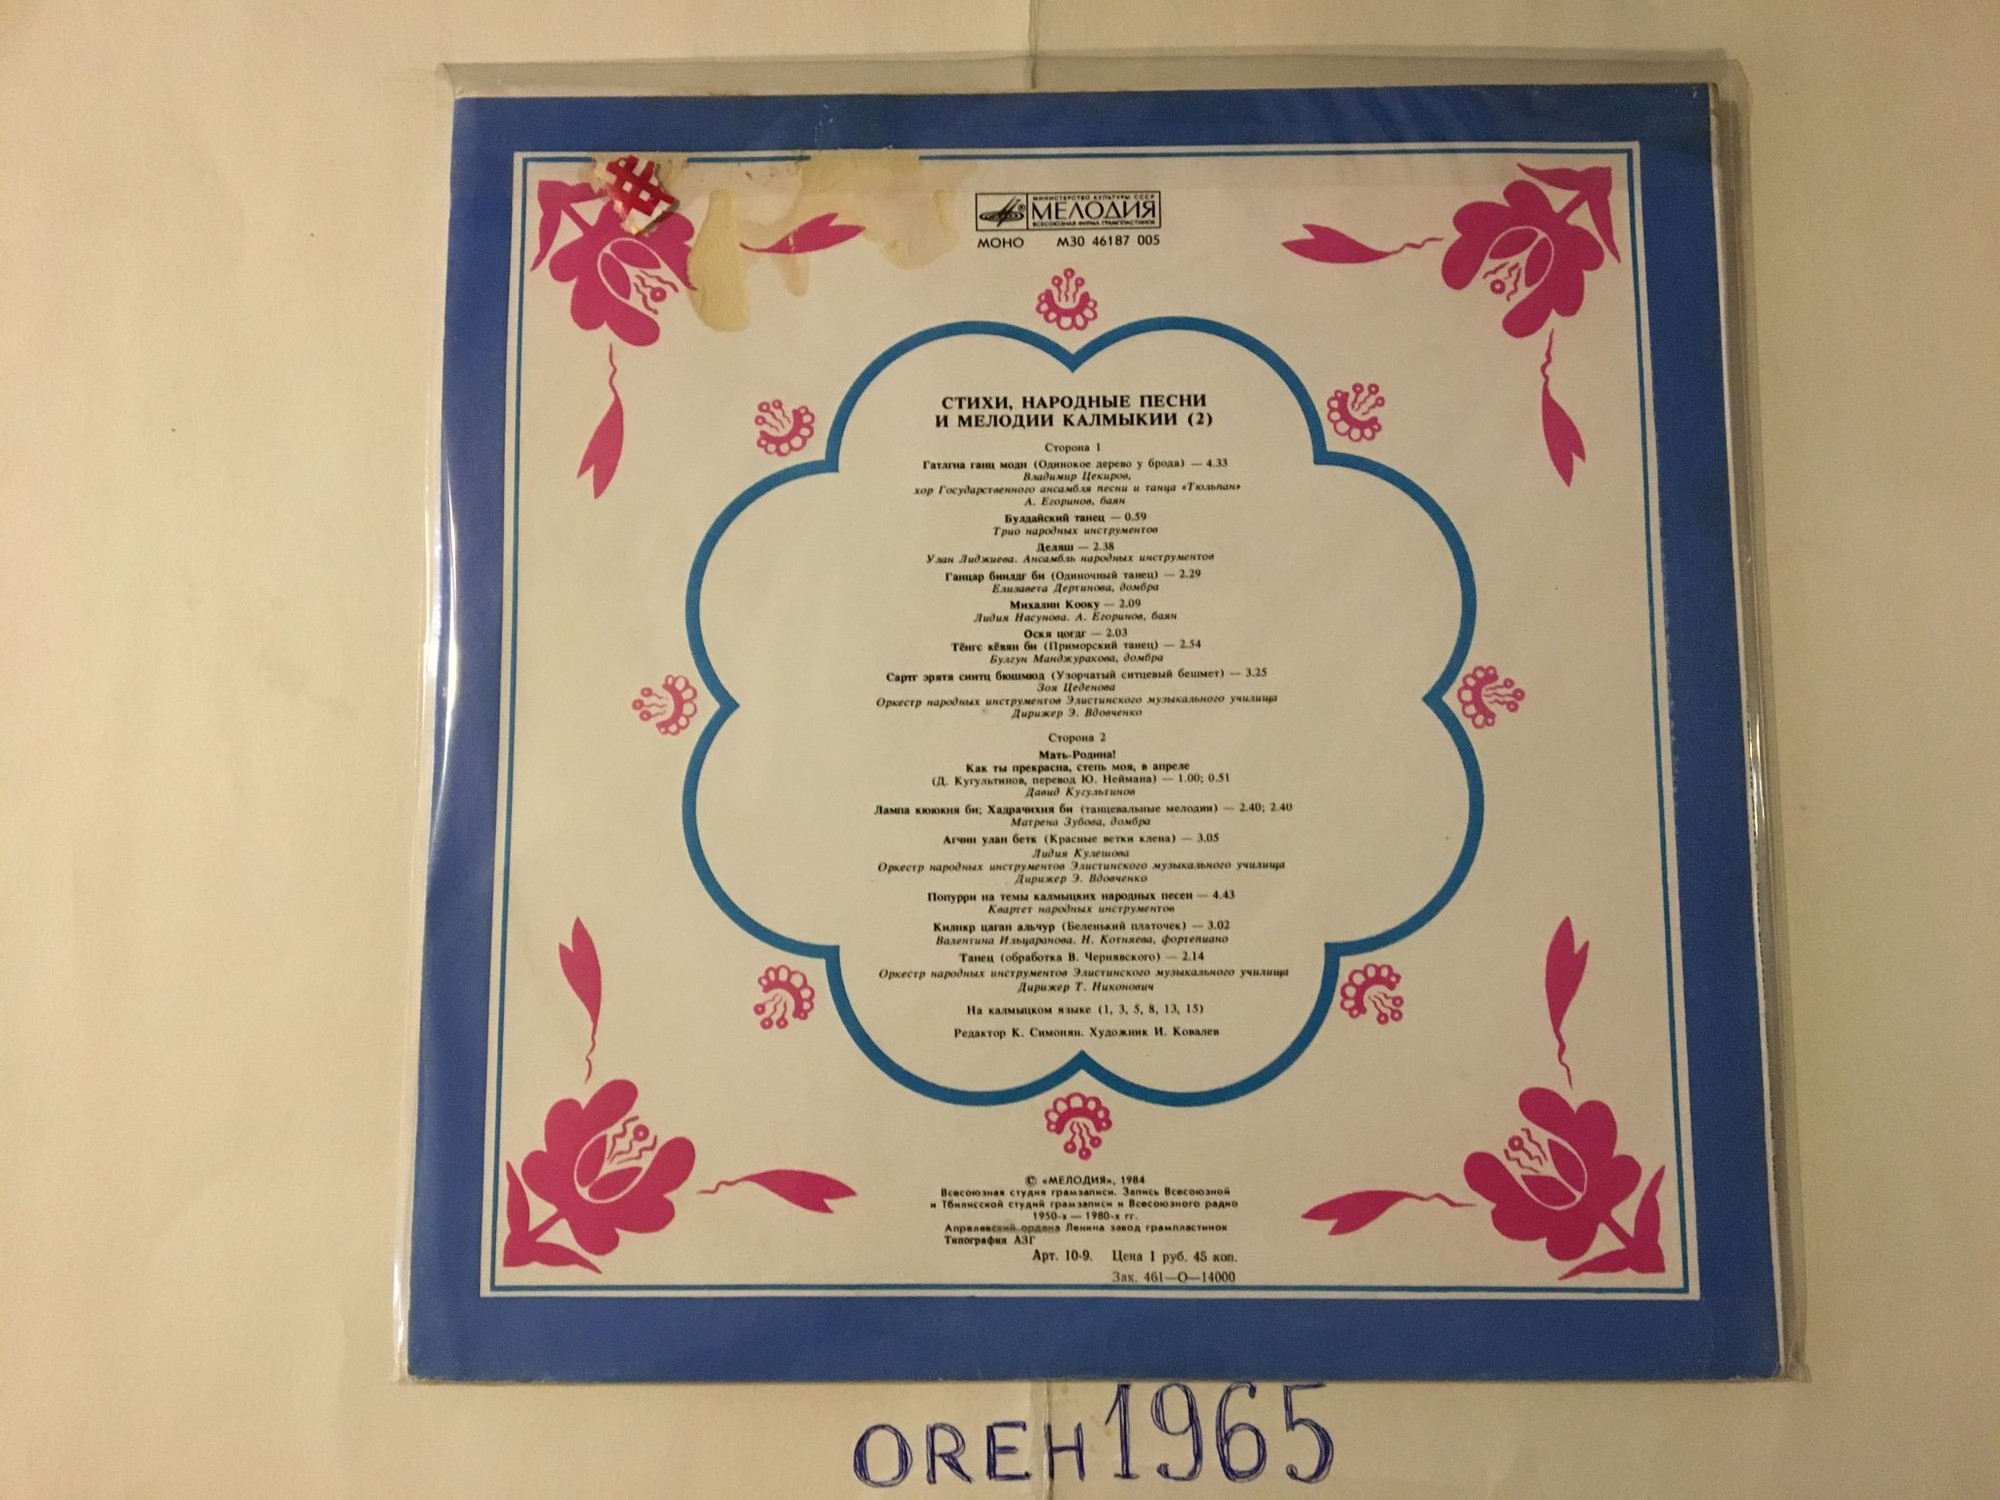 МИНИСТЕРСТВО КУЛЬТУРЫ СССР
МЕЛОДИЯ
ВСЕСОЮЗНАЯ ФИРМА ГРАМПЛАСТИНОК
МОНО М30 46187 005
СТИХИ, НАРОДНЫЕ ПЕСНИ
И МЕЛОДИИ КАЛМЫКИИ (2)
Сторона 1
Гатлгна ганц модн (Одинокое дерево у брода) — 4.33
Владимир Цекиров,
хор Государственного ансамбля песни и танца «Тюльпан»
А. Егоринов, баян
Булдайский танец — 0.59
Трио народных инструментов
Деляш — 2.38
Улан Лиджиева. Ансамбль народных инструментов
Ганцар биилдг би (Одиночный танец) — 2.29
Елизавета Дертинова, домбра
Михалин Кооку — 2.09
Лидия Насунова. А. Егоринов, баян
Оскя цогдг — 2.03
Тёнгс кёвян би (Приморский танец) — 2.54
Булгун Манджуракова, домбра
Сартг эрятя синтц бюшмюд (Узорчатый ситцевый бешмет) — 3.25
Зоя Цеденова
Оркестр народных инструментов Элистинского музыкального училища
Дирижер Э. Вдовченко
Сторона 2
Мать-Родина!
Как ты прекрасна, степь моя, в апреле
(Д. Кугультинов, перевод Ю. Неймана) — 1.00; 0.51
Давид Кугультинов
Лампа кююкня би; Хадрачихня би (танцевальные мелодии) — 2.40; 2.40
Матрена Зубова, домбра
Агчин улан бетк (Красные ветки клена) — 3.05
Лидия Кулешова
Оркестр народных инструментов Элистинского музыкального училища
Дирижер Э. Вдовченко
Попурри на темы калмыцких народных песен — 4.43
Квартет народных инструментов
Килнкр цаган альчур (Беленький платочек) — 3.02
Валентина Ильцаранова. Н. Котняева, фортепиано
Танец (обработка В. Чернявского) — 2.14
Оркестр народных инструментов Элистинского музыкального училища
Дирижер Т. Никонович
На калмыцком языке (1, 3, 5, 8, 13, 15)
Редактор К. Симонян. Художник И. Ковалев
© «МЕЛОДИЯ», 1984
Всесоюзная студия грамзаписи. Запись Всесоюзной
и Тбилисской студий грамзаписи и Всесоюзного радио
1950-х — 1980-х гг.
Апрелевский ордена Ленина завод грампластинок
Типография АЗГ
Арт. 10-9. Цена 1 руб. 45 коп.
Зак. 461—О—14000
OREH1965